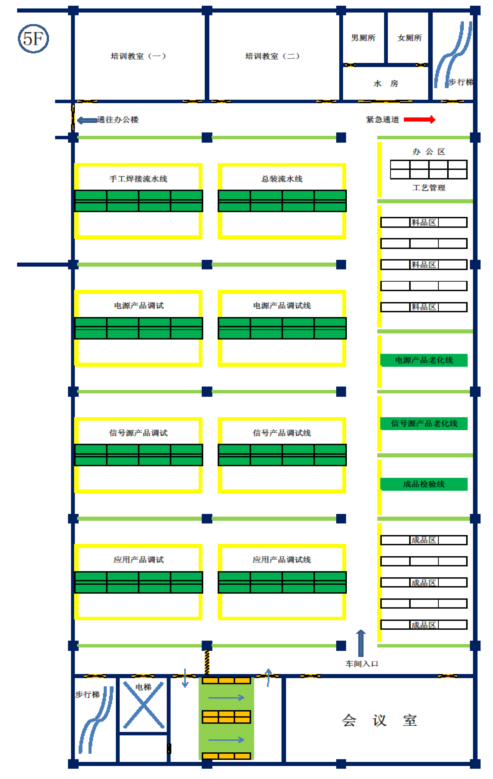 5F
培训教室（一）
培训教室（二）
男厕所
女厕所
水 房
步行梯
通往办公楼
紧急通道
办 公 区
工艺管理
手工焊接流水线
总装流水线
料品区
料品区
料品区
电源产品调试
电源产品调试线
电源产品老化线
信号源产品调试
信号产品调试线
信号源产品老化线
成品检验线
应用产品调试
应用产品调试线
成品区
成品区
成品区
车间入口
步行梯
电梯
会 议 室